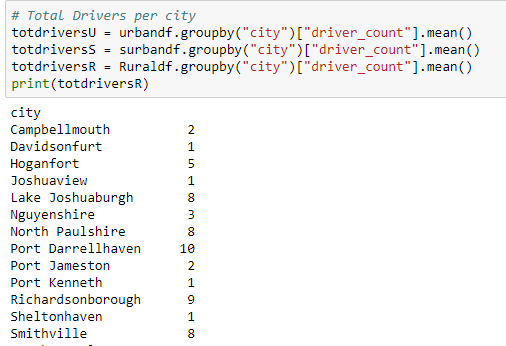 # Total Drivers per city
totdriversU = urbandf.groupby("city")["driver_count"].mean()
totdriversS = surbandf.groupby("city")["driver_count"].mean()
totdriversR = Ruraldf.groupby("city")["driver_count"].mean()
print(totdriversR)
city
Campbellmouth 2
Davidsonfurt 1
Hoganfort 5
Joshuaview 1
Lake Joshuaburgh 8
Nguyenshire 3
North Paulshire 8
Port Darrellhaven 10
Port Jameston 2
Port Kenneth 1
Richardsonborough 9
Sheltonhaven 1
Smithville 8